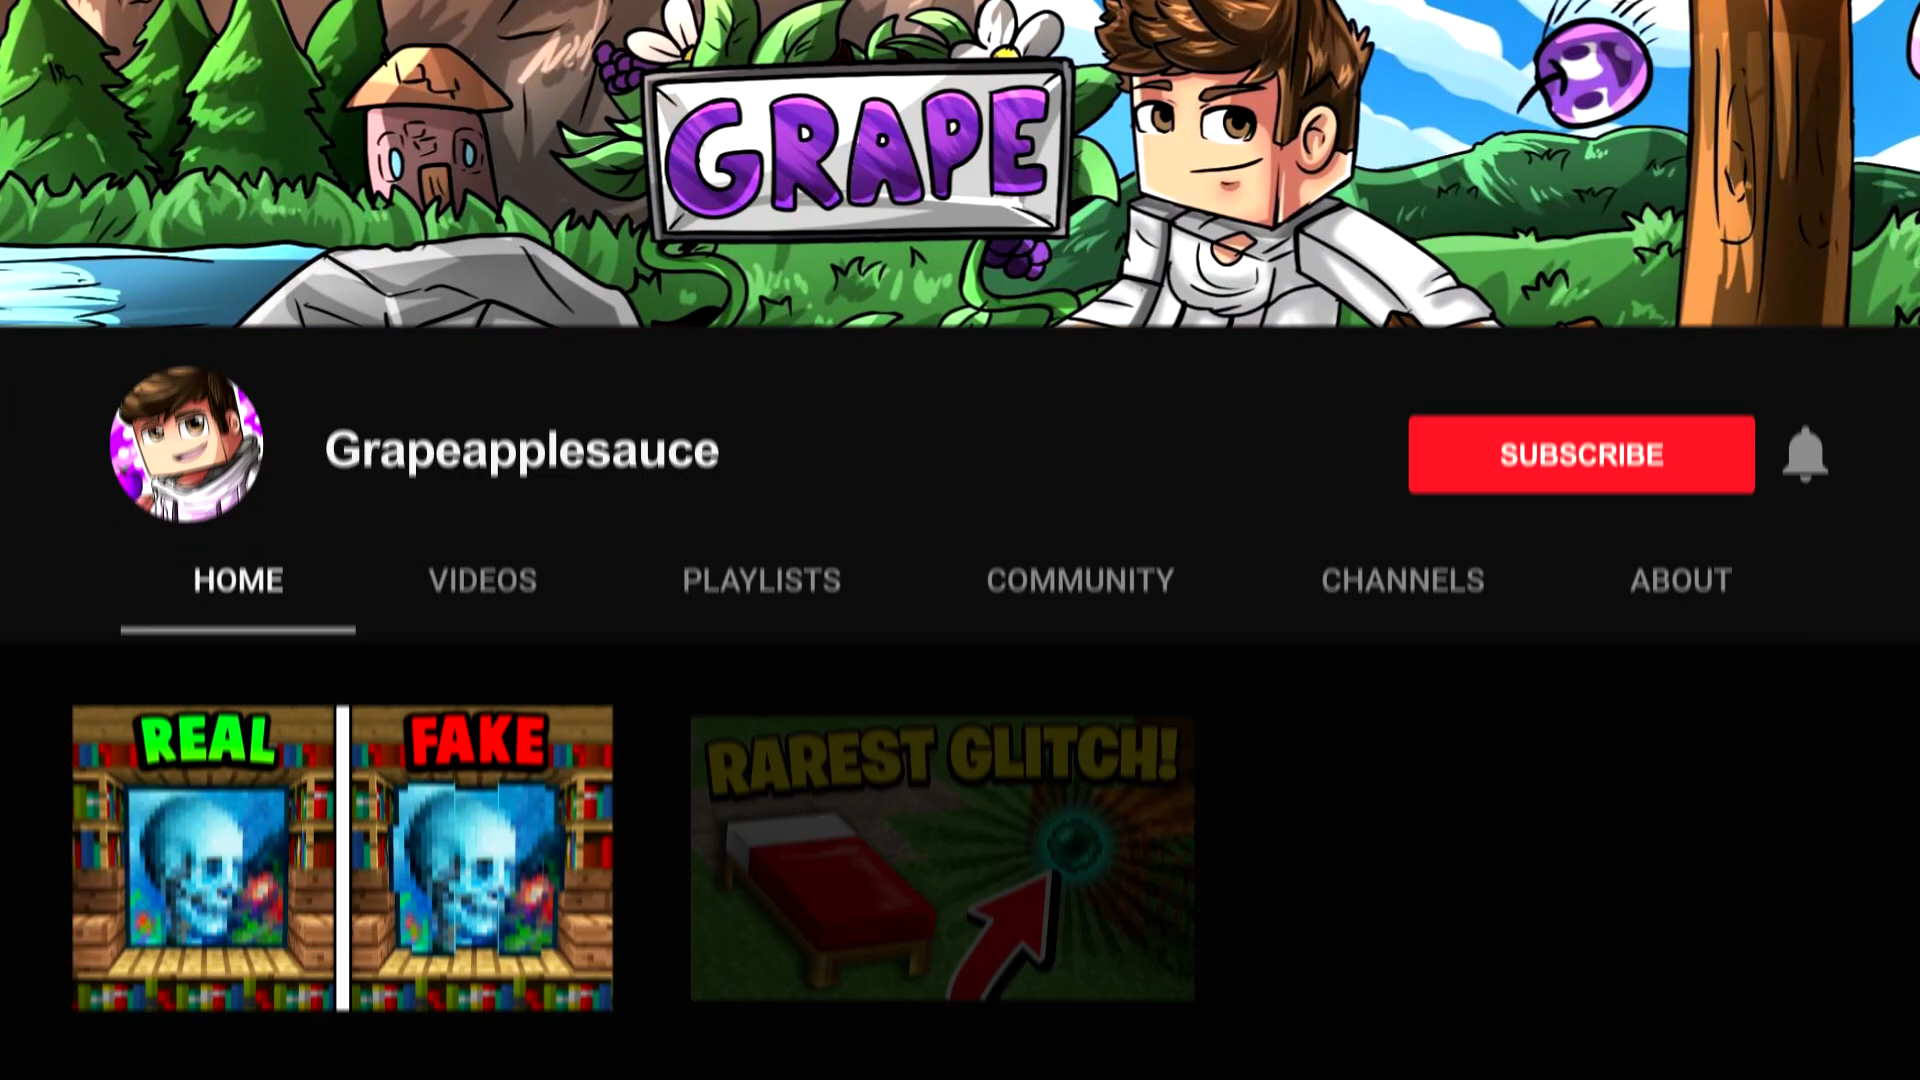 GRAPE
Grapeapplesauce
SUBSCRIBE
HOME VIDEOS PLAYLISTS COMMUNITY CHANNELS ABOUT
REAL FAKE
RAREST GLITCH!